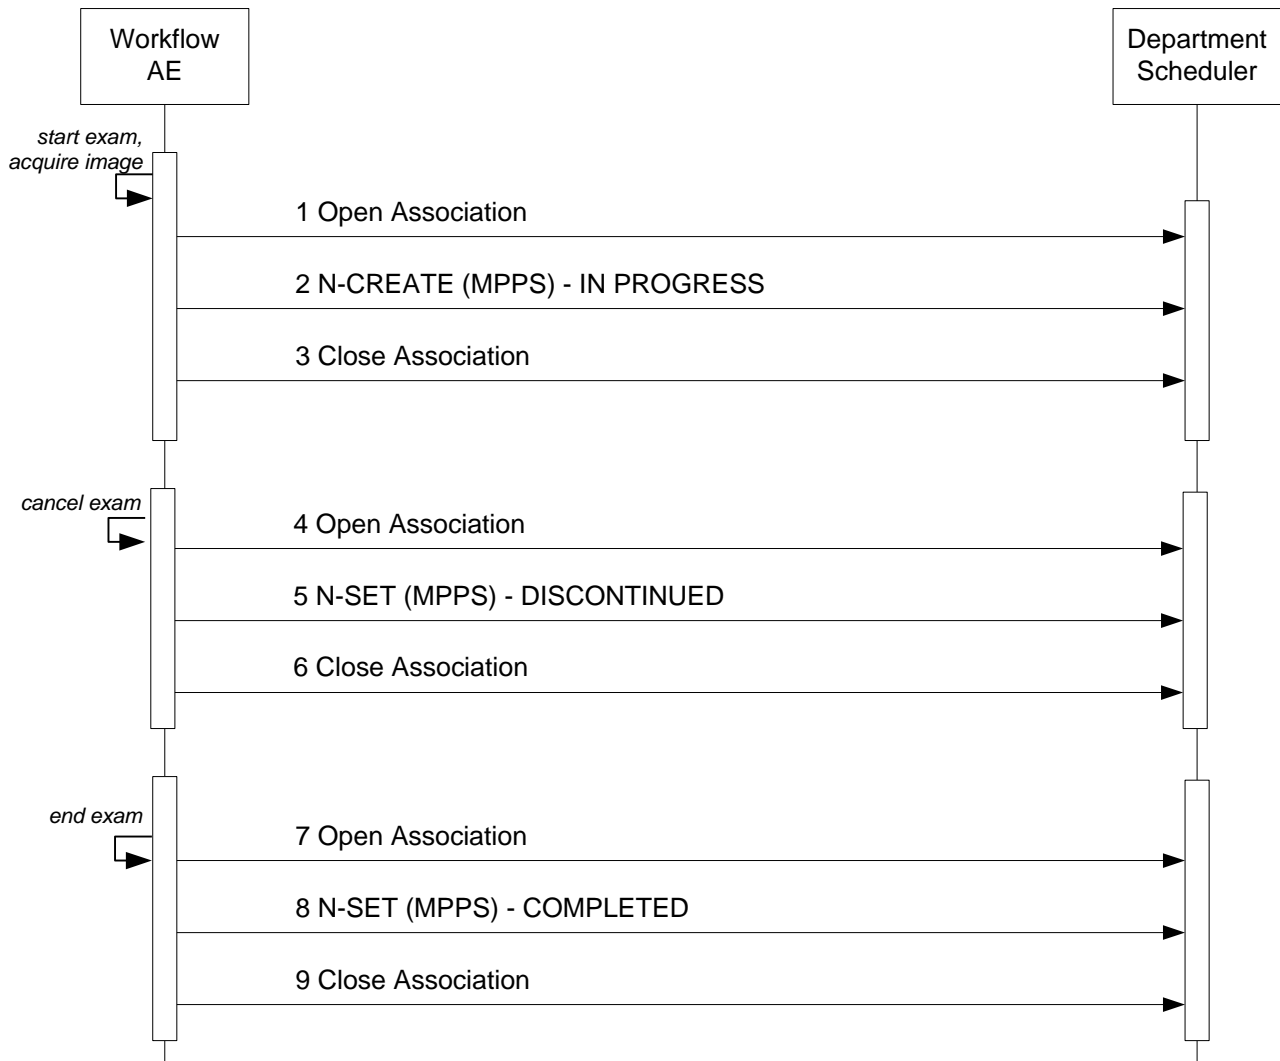 Workflow
AE
Department
Scheduler
start exam,
acquire image
1 Open Association
2 N-CREATE (MPPS) - IN PROGRESS
3 Close Association
cancel exam
4 Open Association
5 N-SET (MPPS) - DISCONTINUED
6 Close Association
end exam
7 Open Association
8 N-SET (MPPS) - COMPLETED
9 Close Association